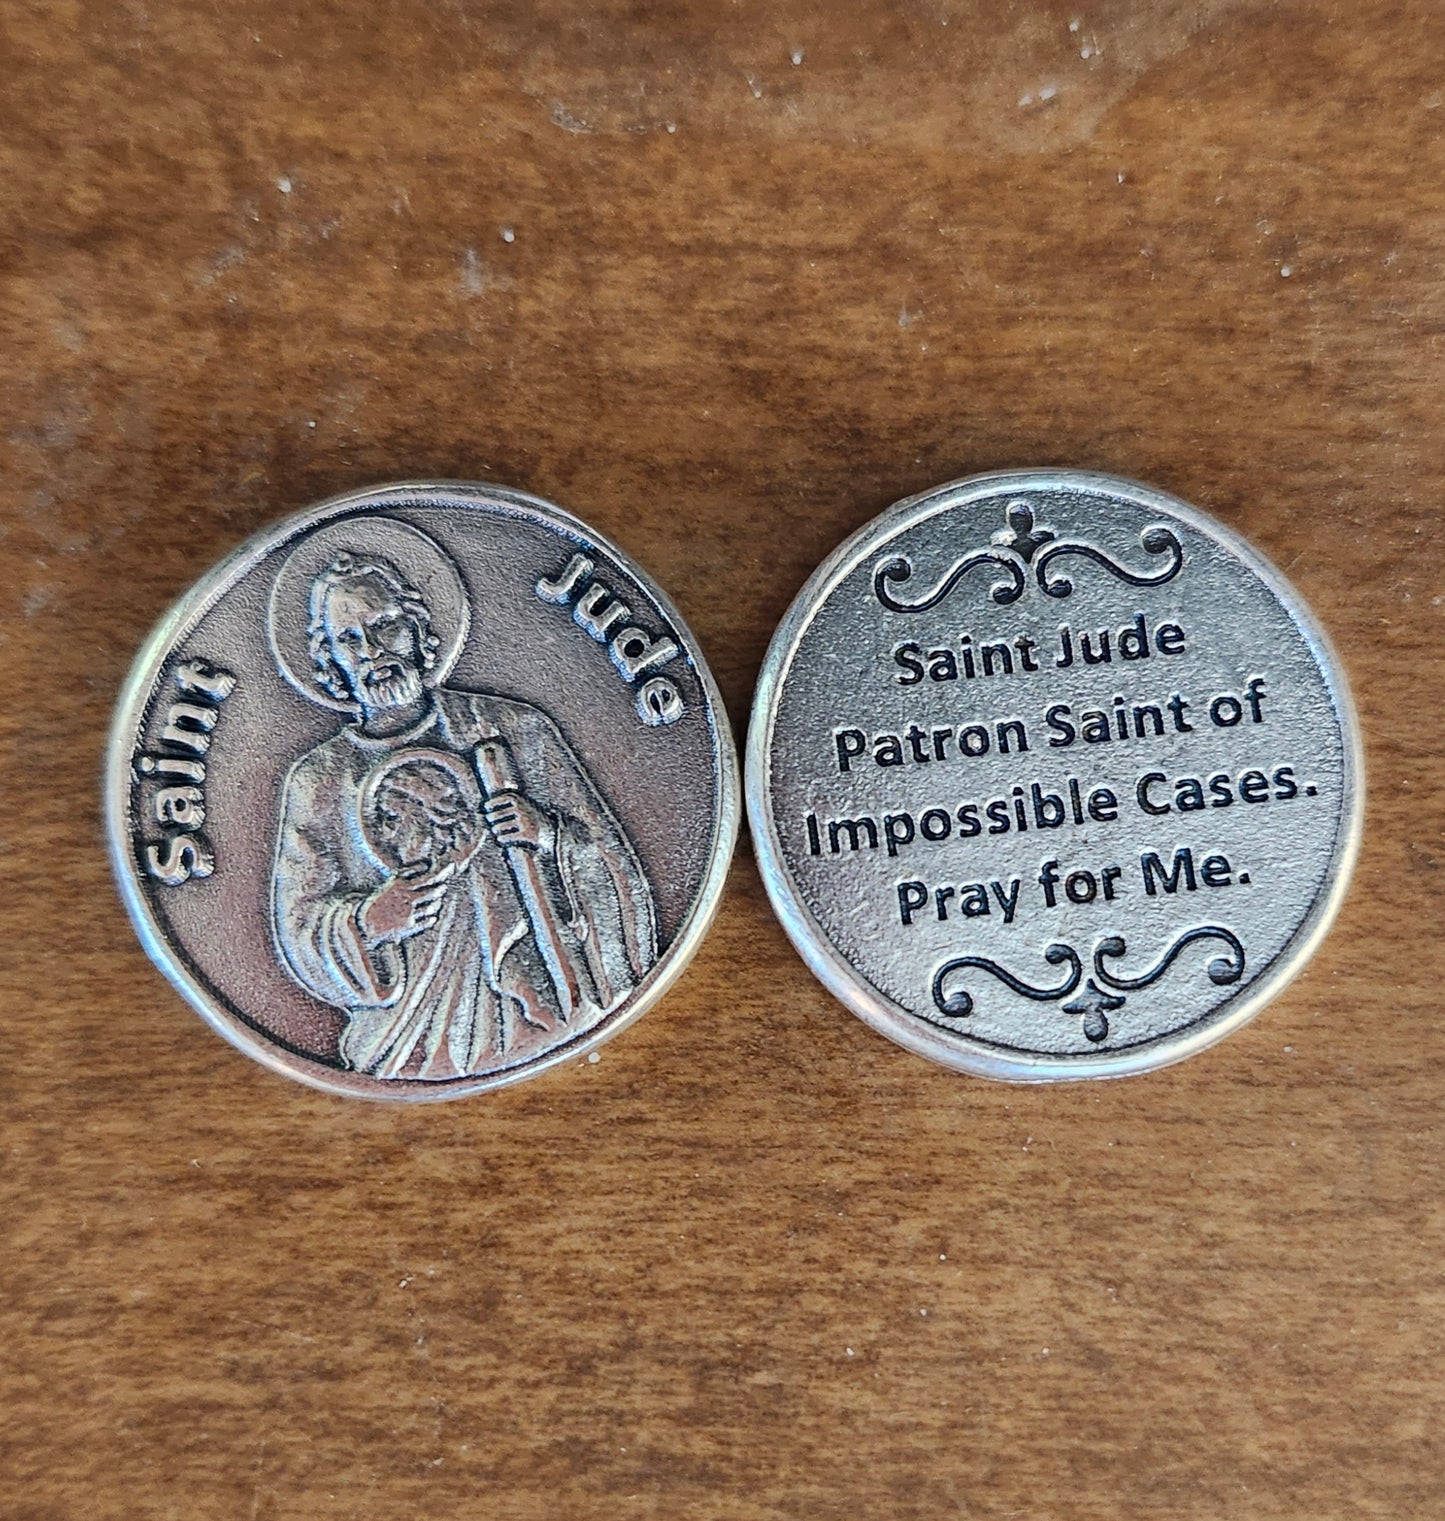 Saint Jude
Saint Jude
Patron Saint of
Impossible Cases.
Pray for Me.